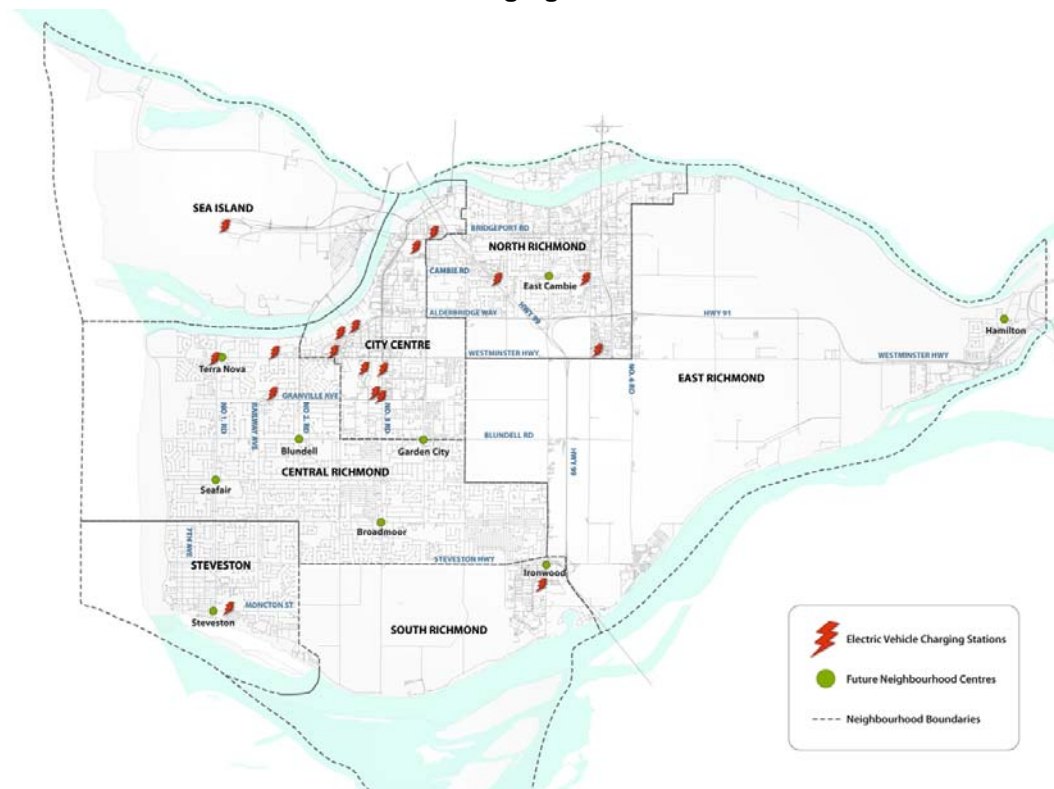 SEA ISLAND
BRIDGEPORT RD
NORTH RICHMOND
CAMBIE RD
East Cambie
HWY 99
ALDERBRIDGE WAY
HWY 91
Hamilton
CITY CENTRE
WESTMINSTER HWY.
WESTMINSTER HWY
Terra Nova
EAST RICHMOND
NO. 4 RD
GRANVILLE AVE
NO. 1 RD
RAILWAY AVE
NO. 2 RD
NO. 3 RD
BLUNDELL RD
Blundell
Garden City
HWY 99
CENTRAL RICHMOND
Seafair
Broadmoor
7TH AVE
STEVESTON HWY
STEVESTON
Ironwood
MONCTON ST.
Steveston
SOUTH RICHMOND
Electric Vehicle Charging Stations
Future Neighbourhood Centres
Neighbourhood Boundaries